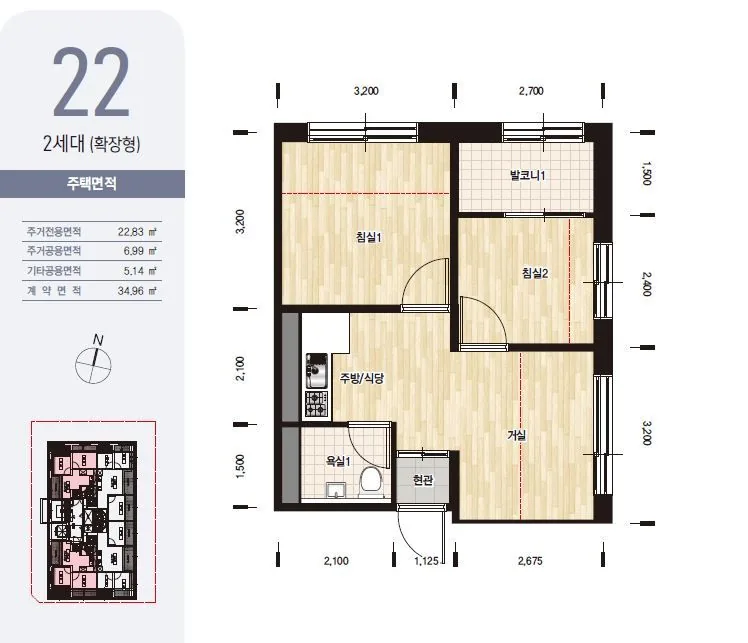 22
2세대 (확장형)
주택면적
주거전용면적 22.83 ㎡
주거공용면적 6.99 ㎡
기타공용면적 5.14 ㎡
계 약 면 적 34.96 ㎡
N
3,200
2,700
3,200
2,100
1,500
침실1
발코니1
침실2
주방/식당
거실
욕실1
현관
1,500
2,400
3,200
2,100
1,125
2,675